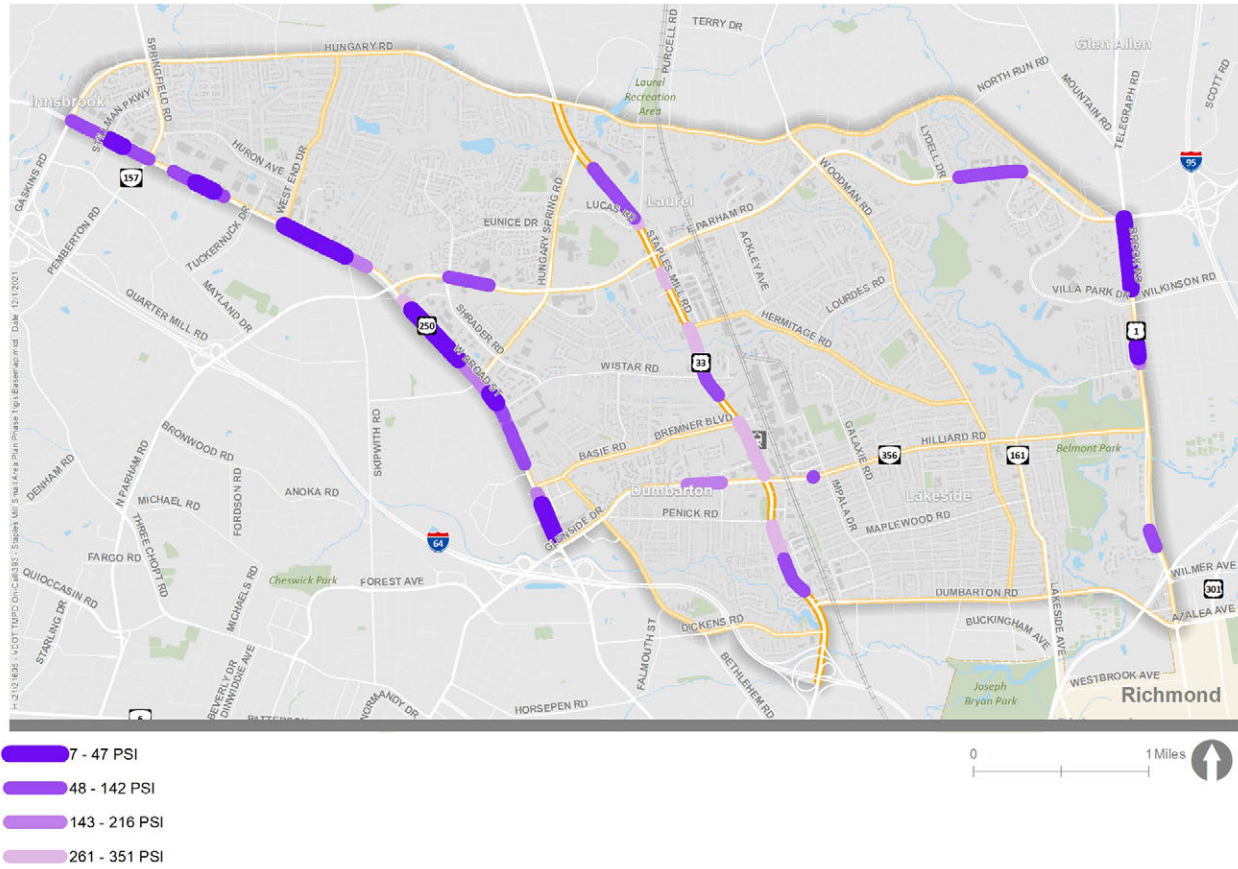 HUNGARY RD
TERRY DR
PURCELL RD
Glen Allen
SPRINGFIELD RD
Innsbrook
STILLMAN PKWY
Laurel
Recreation
Area
NORTH RUN RD
MOUNTAIN RD
TELEGRAPH RD
SCOTT RD
95
GASKINS RD
157
HURON AVE
WEST END DR
LYDELL DR
WOODMAN RD
PEMBERTON RD
TUCKERNUCK DR
EUNICE DR
HUNGARY SPRING RD
LUCAS RD
Laurel
E PARHAM RD
STAPLES MILL RD
ACKLEY AVE
BROOK RD
VILLA PARK DR
WILKINSON RD
QUARTER MILL RD
MAYLAND DR
250
SHRADER RD
W BROAD ST
LOURDES RD
HERMITAGE RD
1
WISTAR RD
33
SKIPWITH RD
BREMNER BLVD
BASIE RD
GALAXIE RD
HILLIARD RD
356
161
Belmont Park
BRONWOOD RD
N PARHAM RD
DENHAM RD
MICHAEL RD
FORDSON RD
ANOKA RD
Dumbarton
IMPALA DR
Lakeside
PENICK RD
MAPLEWOOD RD
GLENSIDE DR
THREE CHOPT RD
64
FARGO RD
QUIOCCASIN RD
Cheswick Park
FOREST AVE
MICHAELS RD
STARLING DR
DUMBARTON RD
WILMER AVE
301
AZALEA AVE
LAKESIDE AVE
BUCKINGHAM AVE
DICKENS RD
FALMOUTH ST
BETHLEHEM RD
BEVERLY DR
DINWIDDIE AVE
NORMANDY DR
HORSEPEN RD
Joseph
Bryan Park
WESTBROOK AVE
Richmond
7 - 47 PSI
48 - 142 PSI
143 - 216 PSI
261 - 351 PSI
0
1 Miles